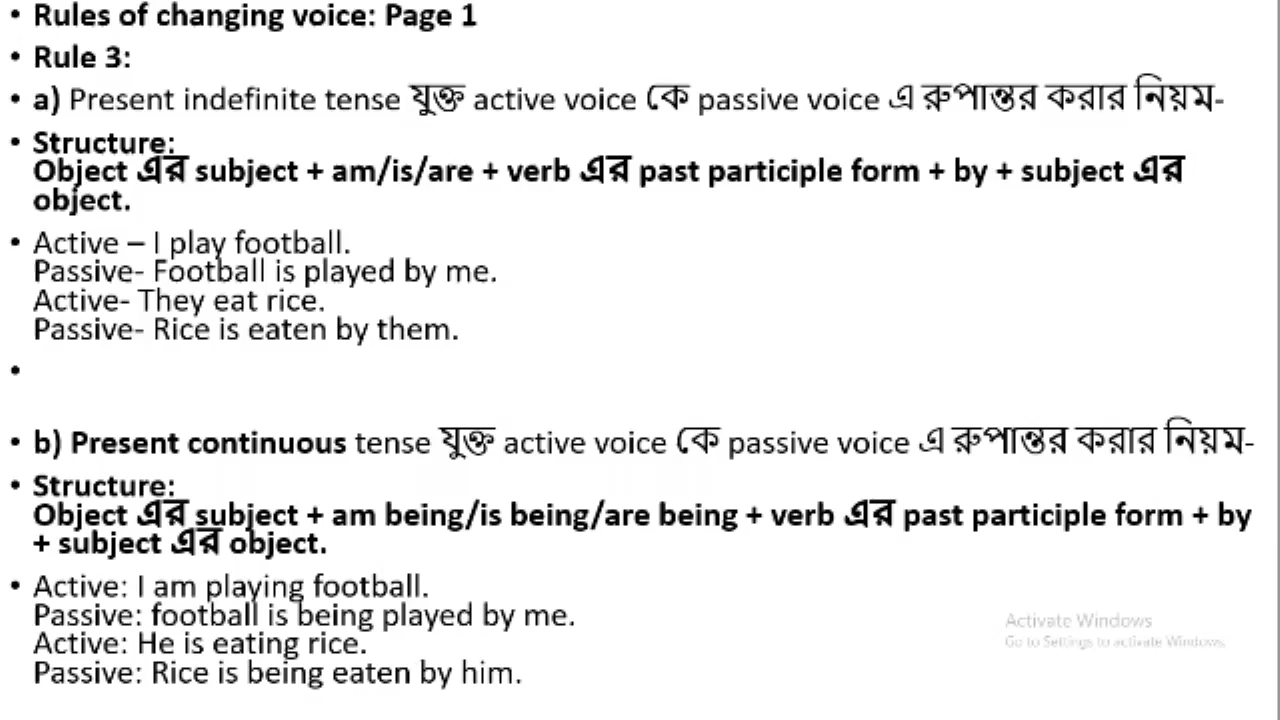 • Rules of changing voice: Page 1
• Rule 3:
• a) Present indefinite tense যুক্ত active voice কে passive voice এ রুপান্তর করার নিয়ম-
• Structure:
Object এর subject + am/is/are + verb এর past participle form + by + subject এর
object.
• Active – I play football.
Passive- Football is played by me.
Active- They eat rice.
Passive- Rice is eaten by them.
•
• b) Present continuous tense যুক্ত active voice কে passive voice এ রুপান্তর করার নিয়ম-
• Structure:
Object এর subject + am being/is being/are being + verb এর past participle form + by
+ subject এর object.
• Active: I am playing football.
Passive: football is being played by me.
Active: He is eating rice.
Passive: Rice is being eaten by him.
Activate Windows
Go to Settings to activate Windows.